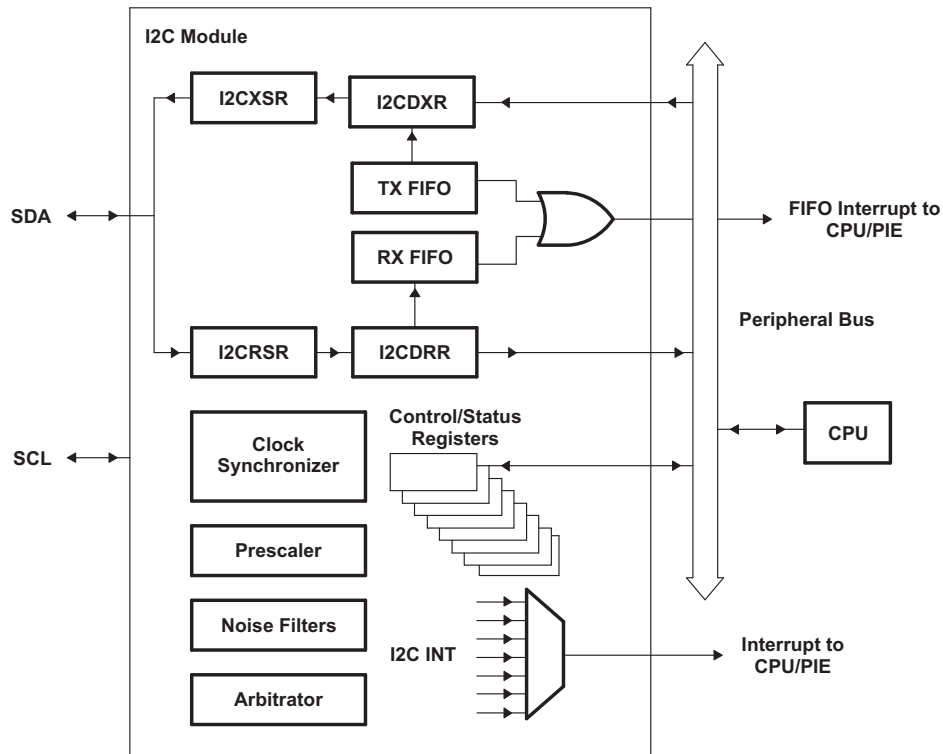 I2C Module
I2CXSR
I2CDXR
TX FIFO
SDA
FIFO Interrupt to
CPU/PIE
RX FIFO
Peripheral Bus
I2CRSR
I2CDRR
Control/Status
Registers
CPU
Clock
Synchronizer
SCL
Prescaler
Noise Filters
I2C INT
Interrupt to
CPU/PIE
Arbitrator